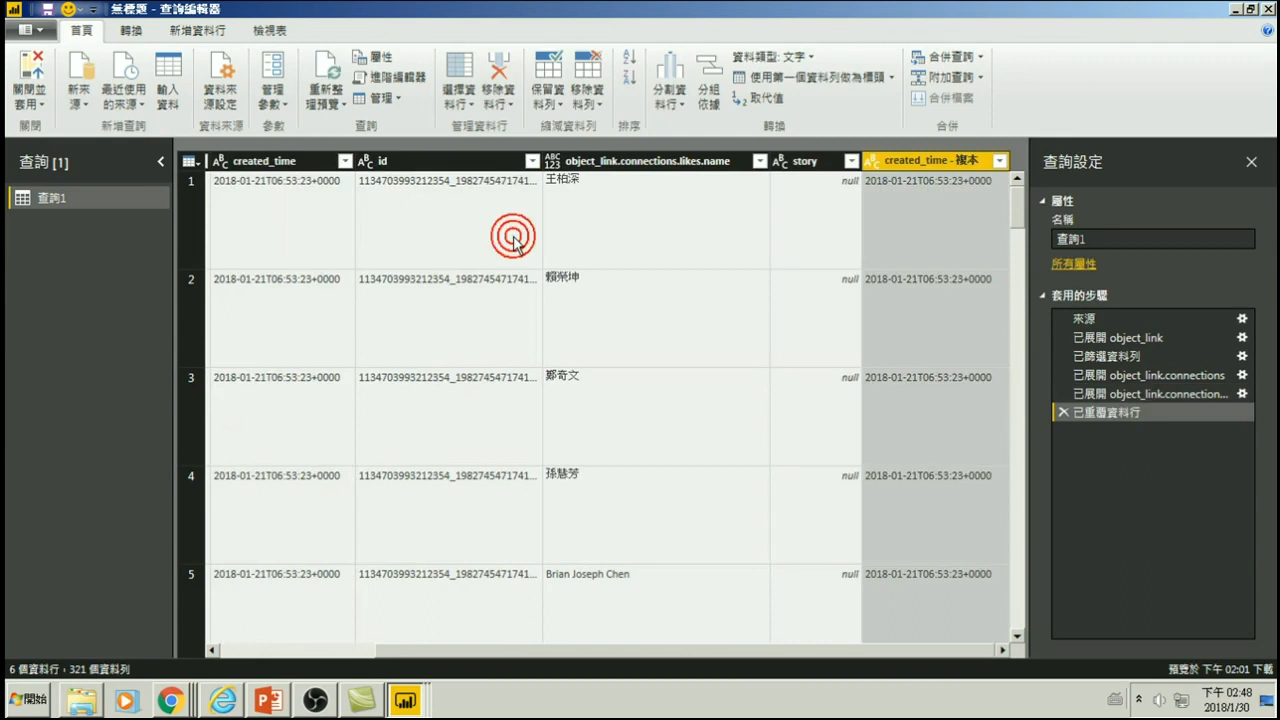 無標題 - 查詢編輯器
首頁 轉換 新增資料行 檢視表
關閉並套用 新來源 最近使用的來源 輸入資料 資料來源設定 管理參數 重新整理預覽 屬性 進階編輯器 管理 選擇資料行 移除資料行 保留資料列 移除資料列 分割資料行 分組依據 資料類型: 文字 使用第一個資料列做為標頭 取代值 合併查詢 附加查詢 合併檔案
關閉 新增查詢 資料來源 參數 查詢 管理資料行 縮減資料列 排序 轉換 合併
查詢 [1]
查詢1
created_time id object_link.connections.likes.name story created_time - 複本
1 2018-01-21T06:53:23+0000 1134703993212354_1982745471741... 王柏深 null 2018-01-21T06:53:23+0000
2 2018-01-21T06:53:23+0000 1134703993212354_1982745471741... 賴榮坤 null 2018-01-21T06:53:23+0000
3 2018-01-21T06:53:23+0000 1134703993212354_1982745471741... 鄭奇文 null 2018-01-21T06:53:23+0000
4 2018-01-21T06:53:23+0000 1134703993212354_1982745471741... 孫慧芳 null 2018-01-21T06:53:23+0000
5 2018-01-21T06:53:23+0000 1134703993212354_1982745471741... Brian Joseph Chen null 2018-01-21T06:53:23+0000
查詢設定
屬性
名稱
查詢1
所有屬性
套用的步驟
來源
已展開 object_link
已篩選資料列
已展開 object_link.connections
已展開 object_link.connection...
已重覆資料行
6 個資料行，321 個資料列
預覽於 下午 02:01 下載
開始
下午 02:48
2018/1/30